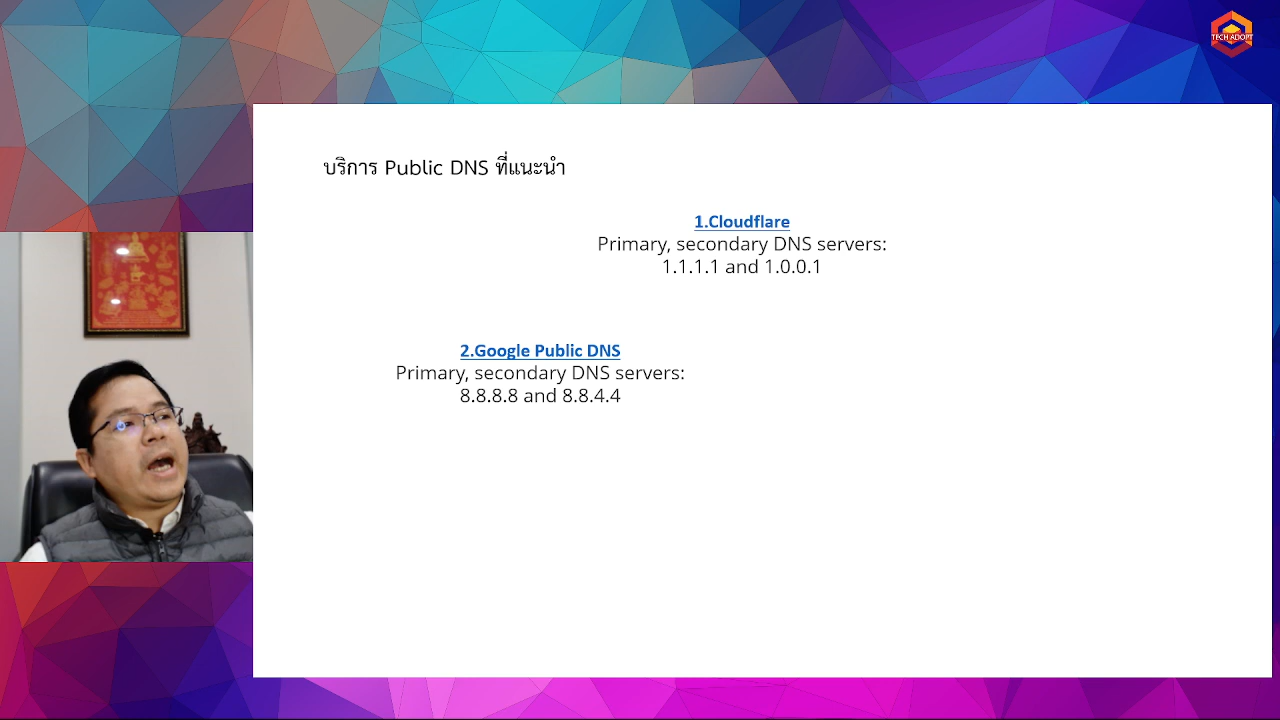 TECH ADOPT
บริการ Public DNS ที่แนะนำ
1.Cloudflare
Primary, secondary DNS servers:
1.1.1.1 and 1.0.0.1
2.Google Public DNS
Primary, secondary DNS servers:
8.8.8.8 and 8.8.4.4